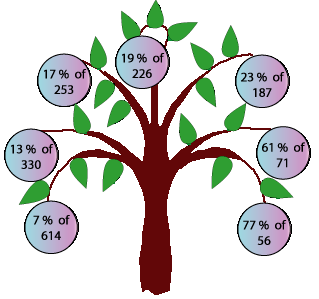 19 % of
226
17 % of
253
23 % of
187
13 % of
330
61 % of
71
7 % of
614
77 % of
56